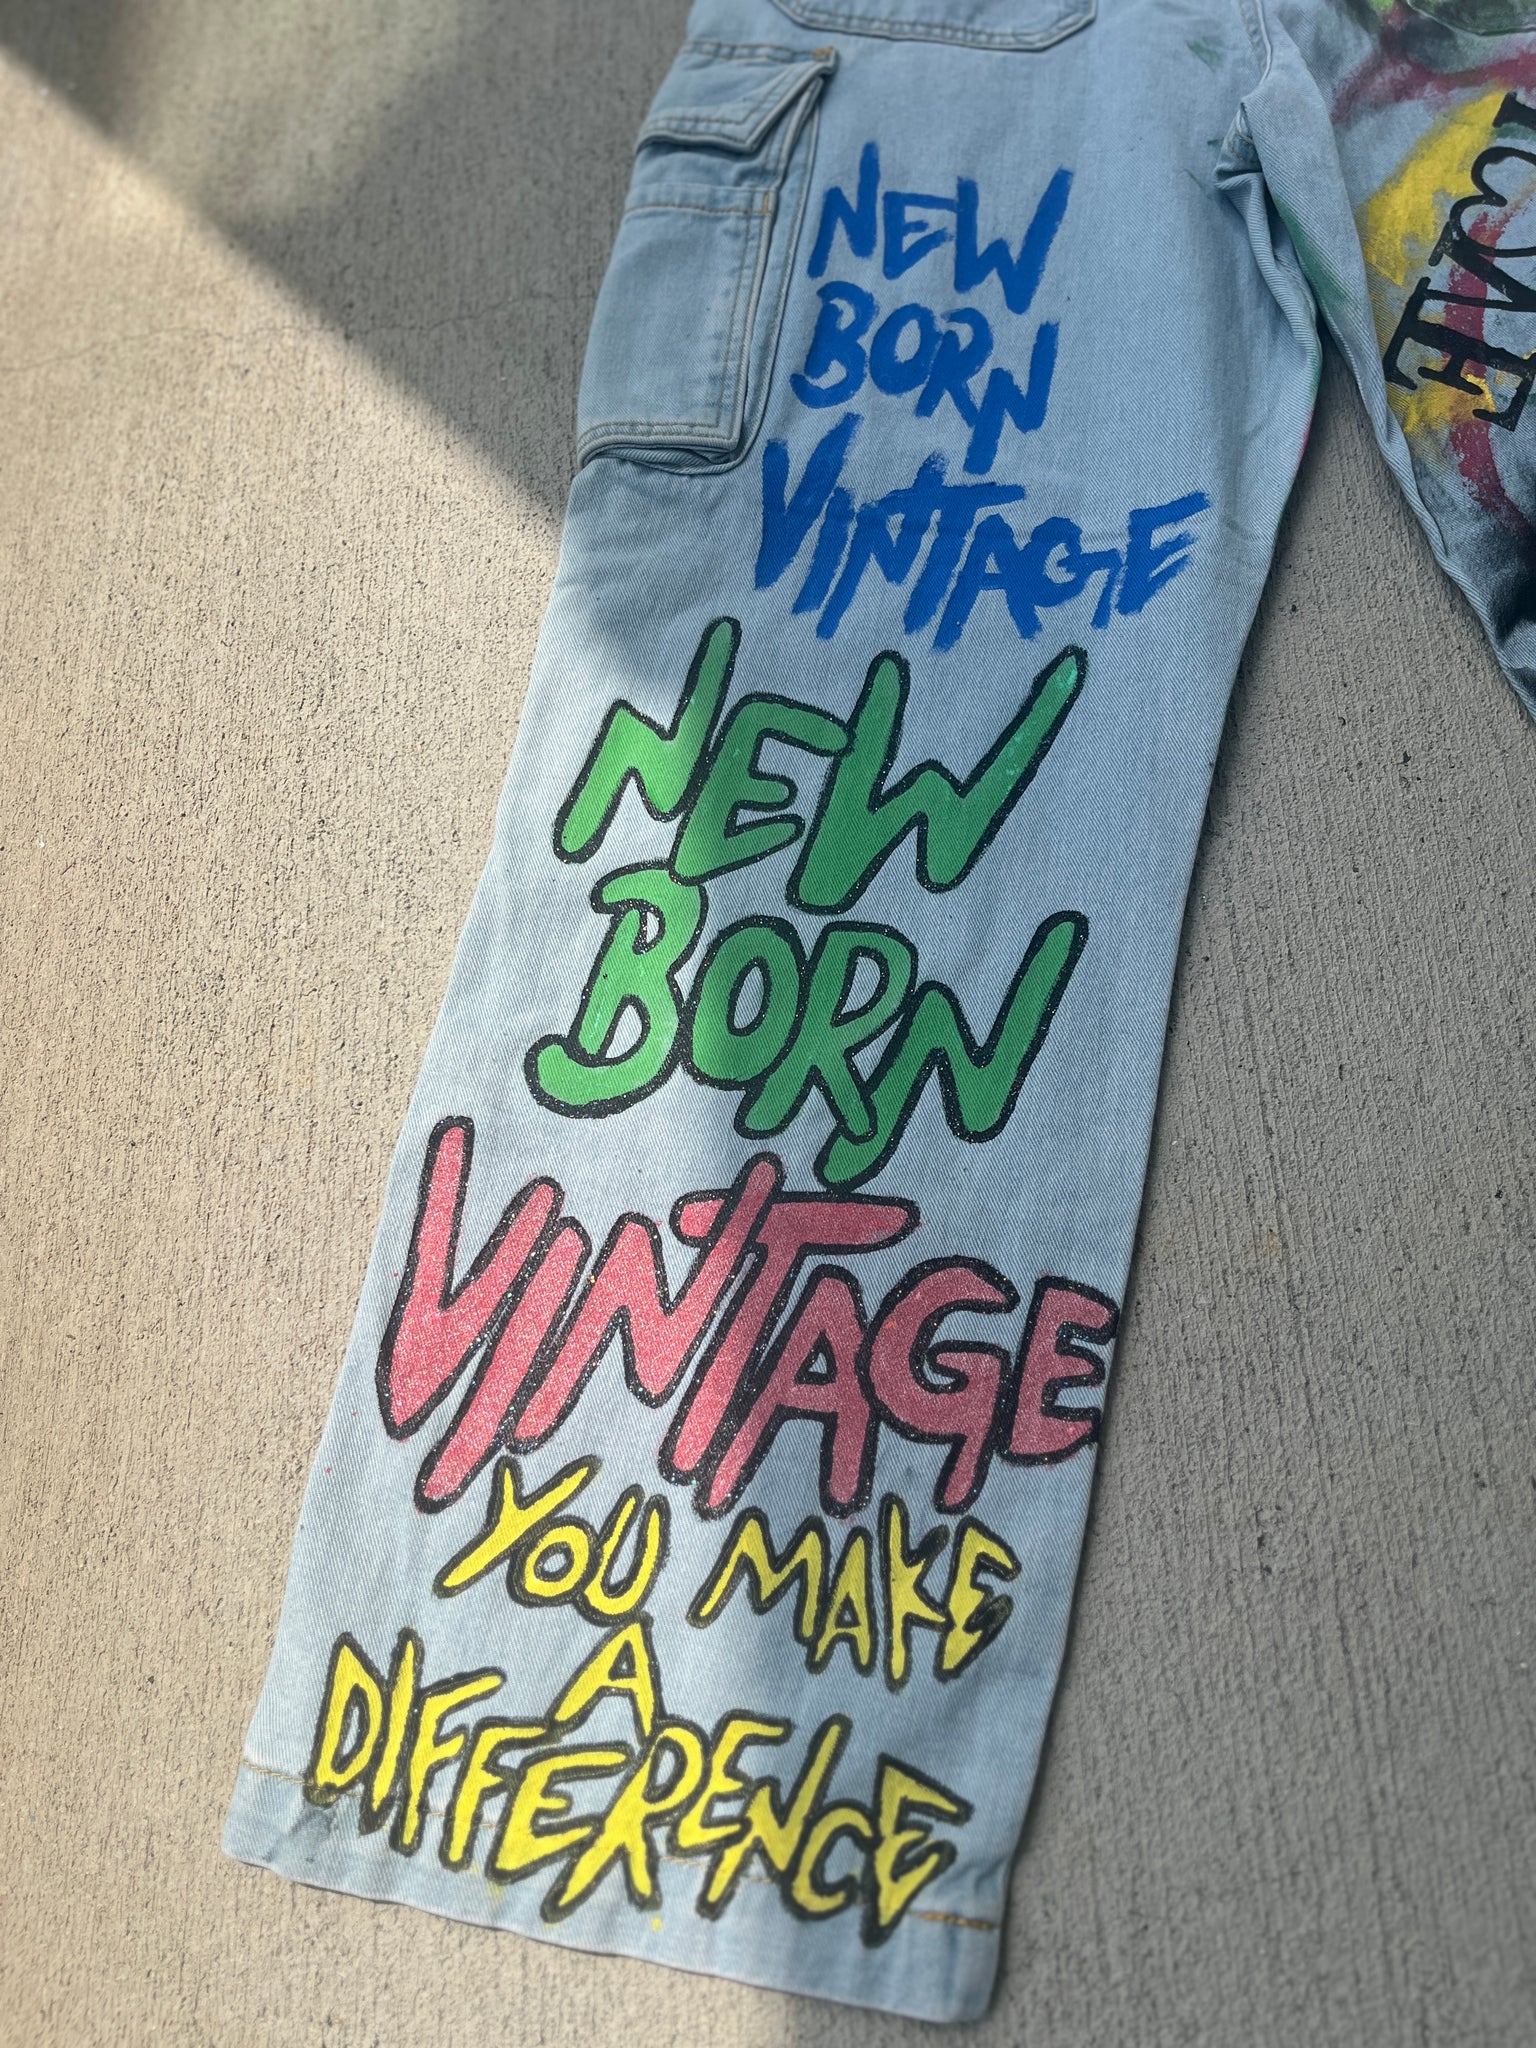 NEW
BORN
VINTAGE
NEW
BORN
VINTAGE
YOU MAKE
A
DIFFERENCE